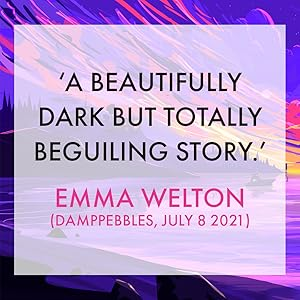 ‘A BEAUTIFULLY
DARK BUT TOTALLY
BEGUILING STORY.’
EMMA WELTON
(DAMPPEBBLES, JULY 8 2021)